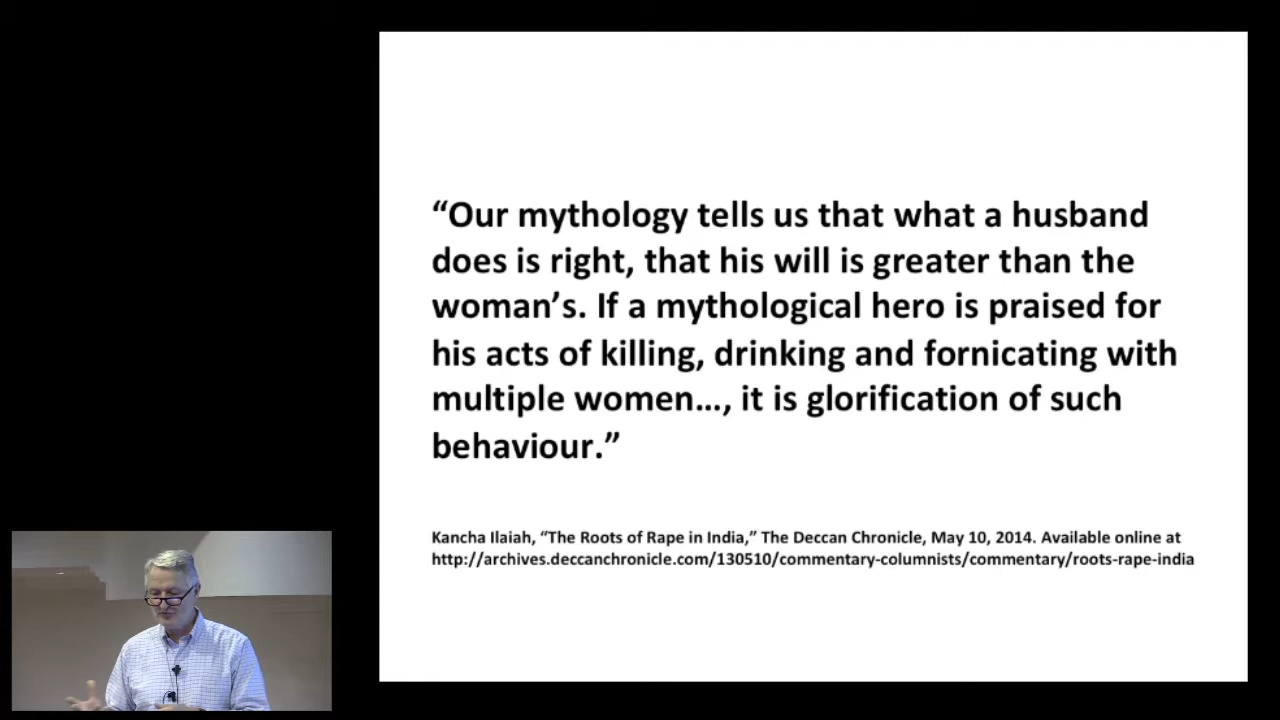 “Our mythology tells us that what a husband
does is right, that his will is greater than the
woman’s. If a mythological hero is praised for
his acts of killing, drinking and fornicating with
multiple women…, it is glorification of such
behaviour.”
Kancha Ilaiah, “The Roots of Rape in India,” The Deccan Chronicle, May 10, 2014. Available online at
http://archives.deccanchronicle.com/130510/commentary-columnists/commentary/roots-rape-india